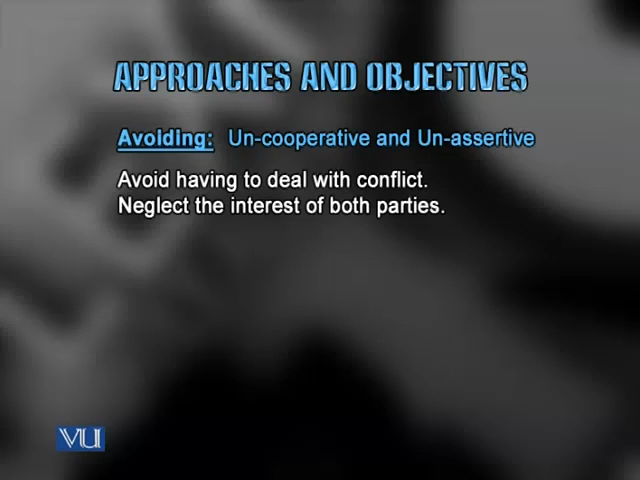 APPROACHES AND OBJECTIVES
Avoiding: Un-cooperative and Un-assertive
Avoid having to deal with conflict.
Neglect the interest of both parties.
VU